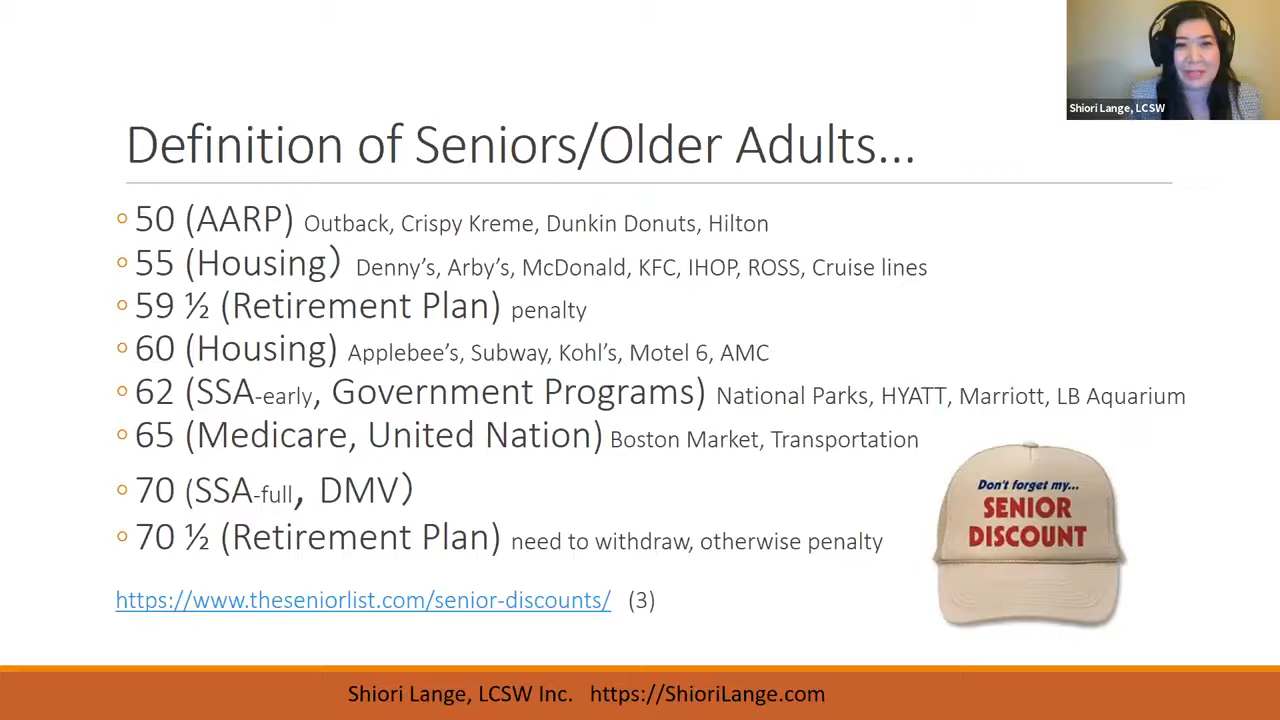 Shiori Lange, LCSW
Definition of Seniors/Older Adults...
50 (AARP) Outback, Crispy Kreme, Dunkin Donuts, Hilton
55 (Housing） Denny’s, Arby’s, McDonald, KFC, IHOP, ROSS, Cruise lines
59 ½ (Retirement Plan) penalty
60 (Housing) Applebee’s, Subway, Kohl’s, Motel 6, AMC
62 (SSA-early, Government Programs) National Parks, HYATT, Marriott, LB Aquarium
65 (Medicare, United Nation) Boston Market, Transportation
70 (SSA-full, DMV）
70 ½ (Retirement Plan) need to withdraw, otherwise penalty
Don't forget my...
SENIOR
DISCOUNT
https://www.theseniorlist.com/senior-discounts/ (3)
Shiori Lange, LCSW Inc. https://ShioriLange.com